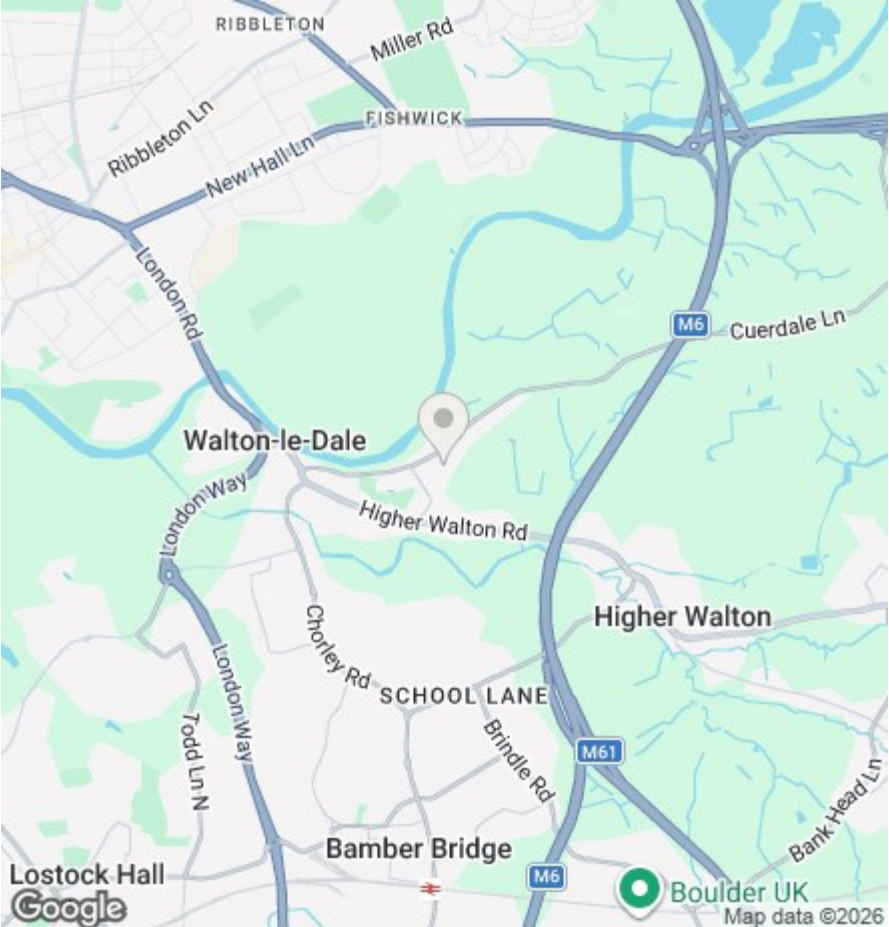 RIBBLETON
Miller Rd
Ribbleton Ln
FISHWICK
New Hall Ln
London Rd
M6
Cuerdale Ln
Walton-le-Dale
London Way
Higher Walton Rd
Higher Walton
Chorley Rd
London Way
SCHOOL LANE
Todd Ln N
Brindle Rd
M61
Bank Head Ln
Bamber Bridge
Lostock Hall
M6
Boulder UK
Google
Map data ©2026